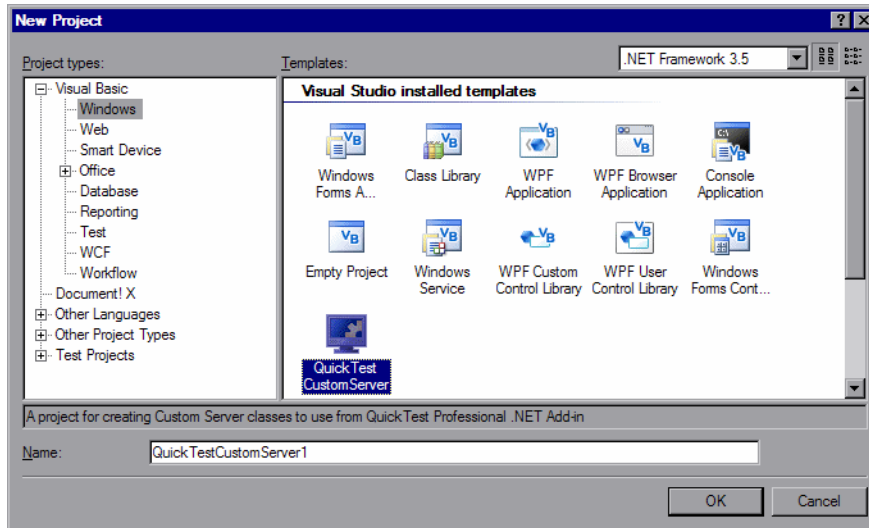 New Project
Project types:
Templates:
.NET Framework 3.5
Visual Basic
Windows
Web
Smart Device
Office
Database
Reporting
Test
WCF
Workflow
Document! X
Other Languages
Other Project Types
Test Projects
Visual Studio installed templates
Windows
Forms A...
Class Library
WPF
Application
WPF Browser
Application
Console
Application
Empty Project
Windows
Service
WPF Custom
Control Library
WPF User
Control Library
Windows
Forms Cont...
QuickTest
CustomServer
A project for creating Custom Server classes to use from QuickTest Professional .NET Add-in
Name:
QuickTestCustomServer1
OK
Cancel